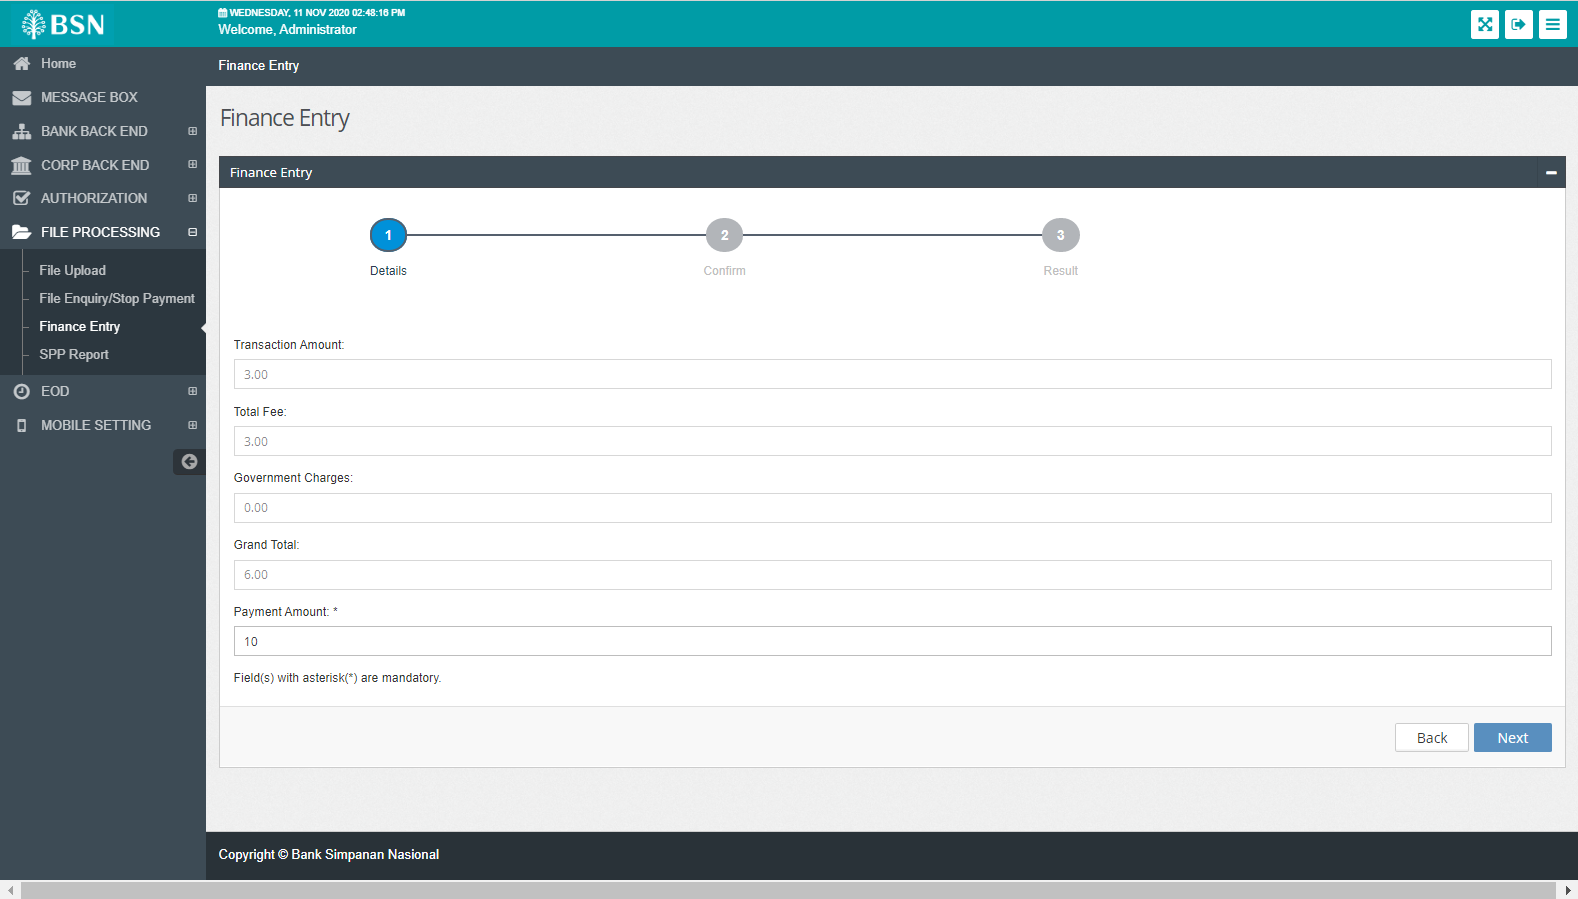 BSN
WEDNESDAY, 11 NOV 2020 02:48:16 PM
Welcome, Administrator
Home
MESSAGE BOX
BANK BACK END
CORP BACK END
AUTHORIZATION
FILE PROCESSING
File Upload
File Enquiry/Stop Payment
Finance Entry
SPP Report
EOD
MOBILE SETTING
Finance Entry
Finance Entry
Finance Entry
1
2
3
Details
Confirm
Result
Transaction Amount:
3.00
Total Fee:
3.00
Government Charges:
0.00
Grand Total:
6.00
Payment Amount: *
10
Field(s) with asterisk(*) are mandatory.
Back
Next
Copyright © Bank Simpanan Nasional